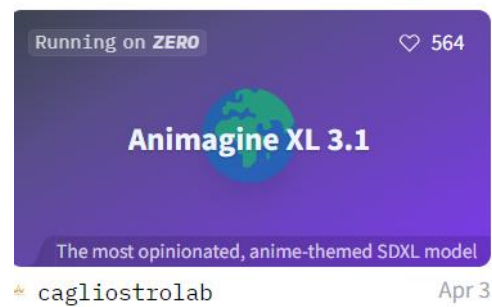 Running on ZERO
564
Animagine XL 3.1
The most opinionated, anime-themed SDXL model
cagliostrolab
Apr 3